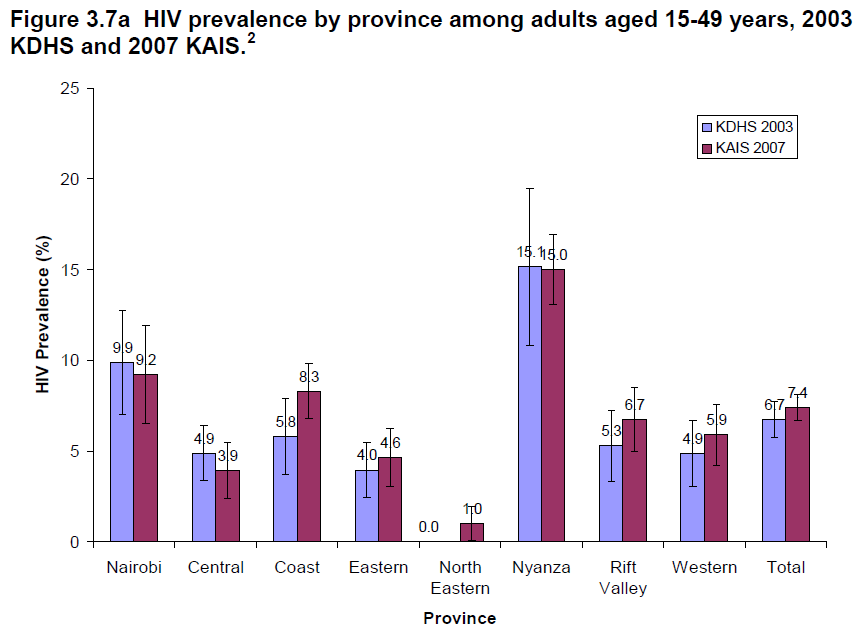 Figure 3.7a HIV prevalence by province among adults aged 15-49 years, 2003
KDHS and 2007 KAIS.2
25
20
15
10
5
0
HIV Prevalence (%)
KDHS 2003
KAIS 2007
9.9
9.2
4.9
3.9
5.8
8.3
4.0
4.6
0.0
1.0
15.1
15.0
5.3
6.7
4.9
5.9
6.7
7.4
Nairobi
Central
Coast
Eastern
North
Eastern
Nyanza
Rift
Valley
Western
Total
Province